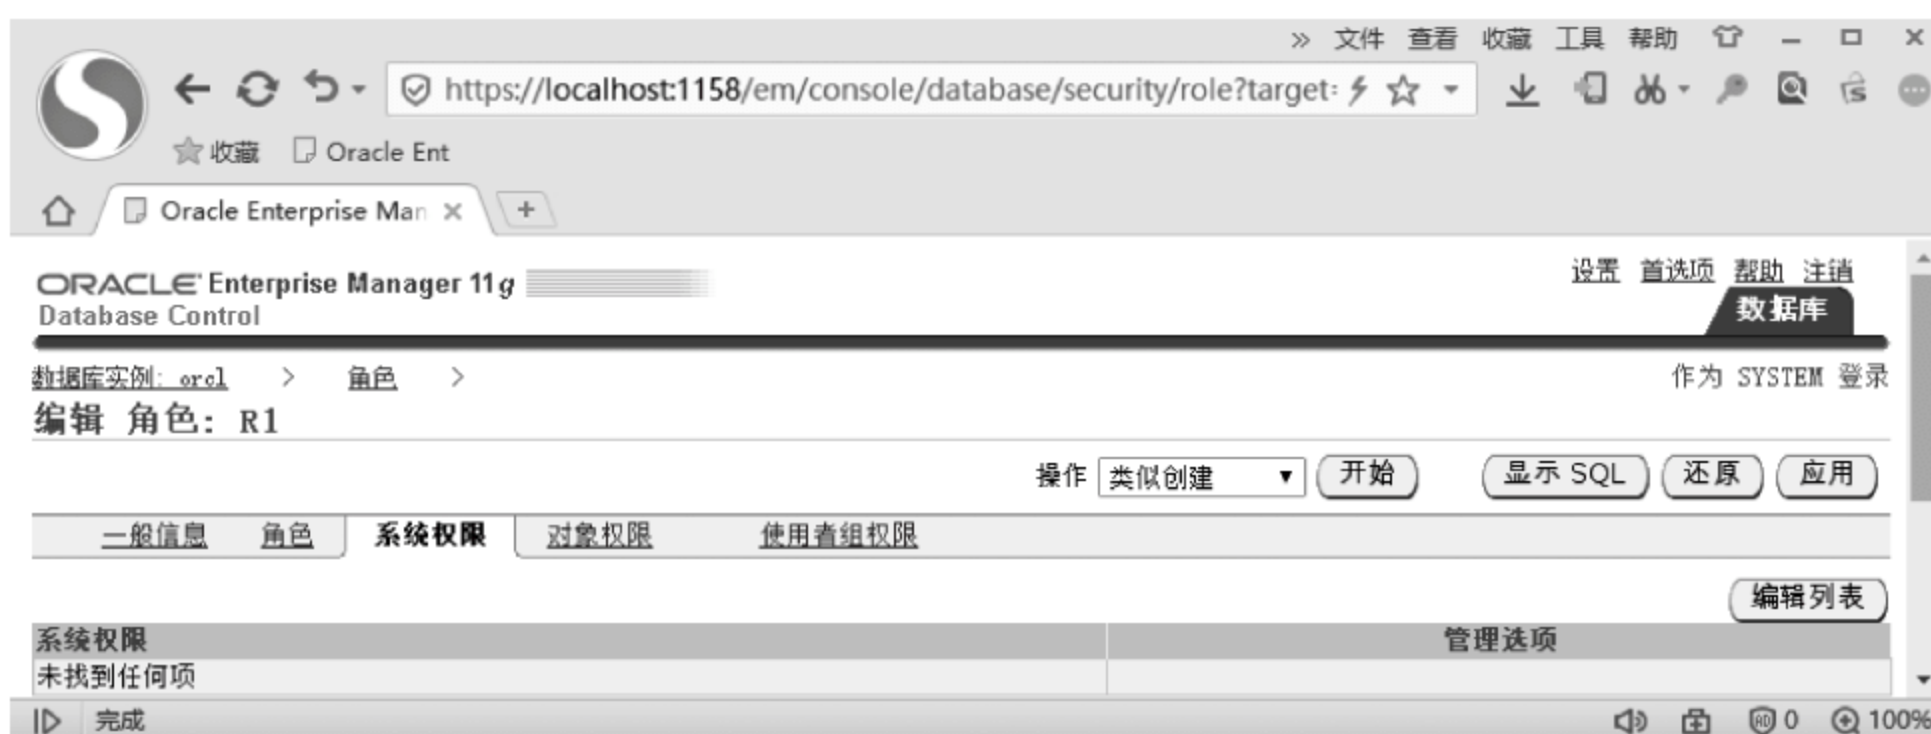 » 文件 查看 收藏 工具 帮助
https://localhost:1158/em/console/database/security/role?target=
收藏 Oracle Ent
Oracle Enterprise Man
设置 首选项 帮助 注销
ORACLE Enterprise Manager 11g
Database Control
数据库
数据库实例: orcl > 角色 >
作为 SYSTEM 登录
编辑 角色: R1
操作 类似创建 开始 显示 SQL 还原 应用
一般信息 角色 系统权限 对象权限 使用者组权限
编辑列表
系统权限 管理选项
未找到任何项
完成 0 100%